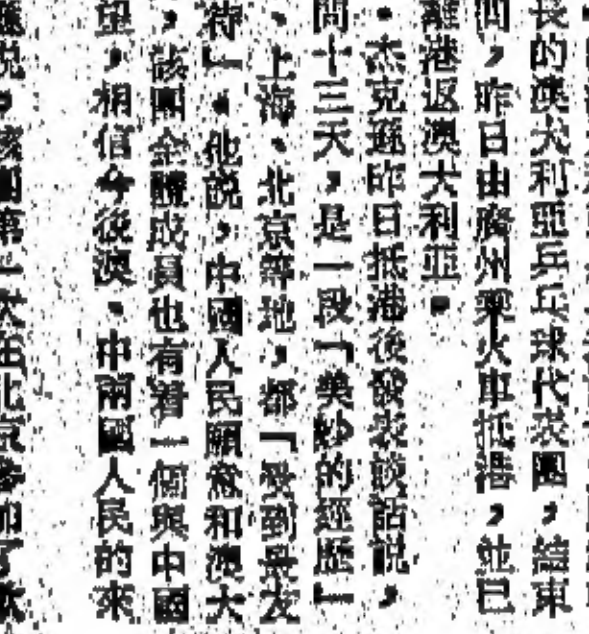 長的澳大利亞乒乓球代表團,結束
問,昨日由廣州乘火車抵港,並已
離港返澳大利亞。
杰克遜昨日抵港後發表談話說,
問十三天,是一段「美妙的經歷」
上海、北京等地,都「受到最友
待」。他說,中國人民願意和澳大
,該團全體成員也有着一個與中國
望,相信今後澳、中兩國人民的來
說,該團第一次在北京參加了